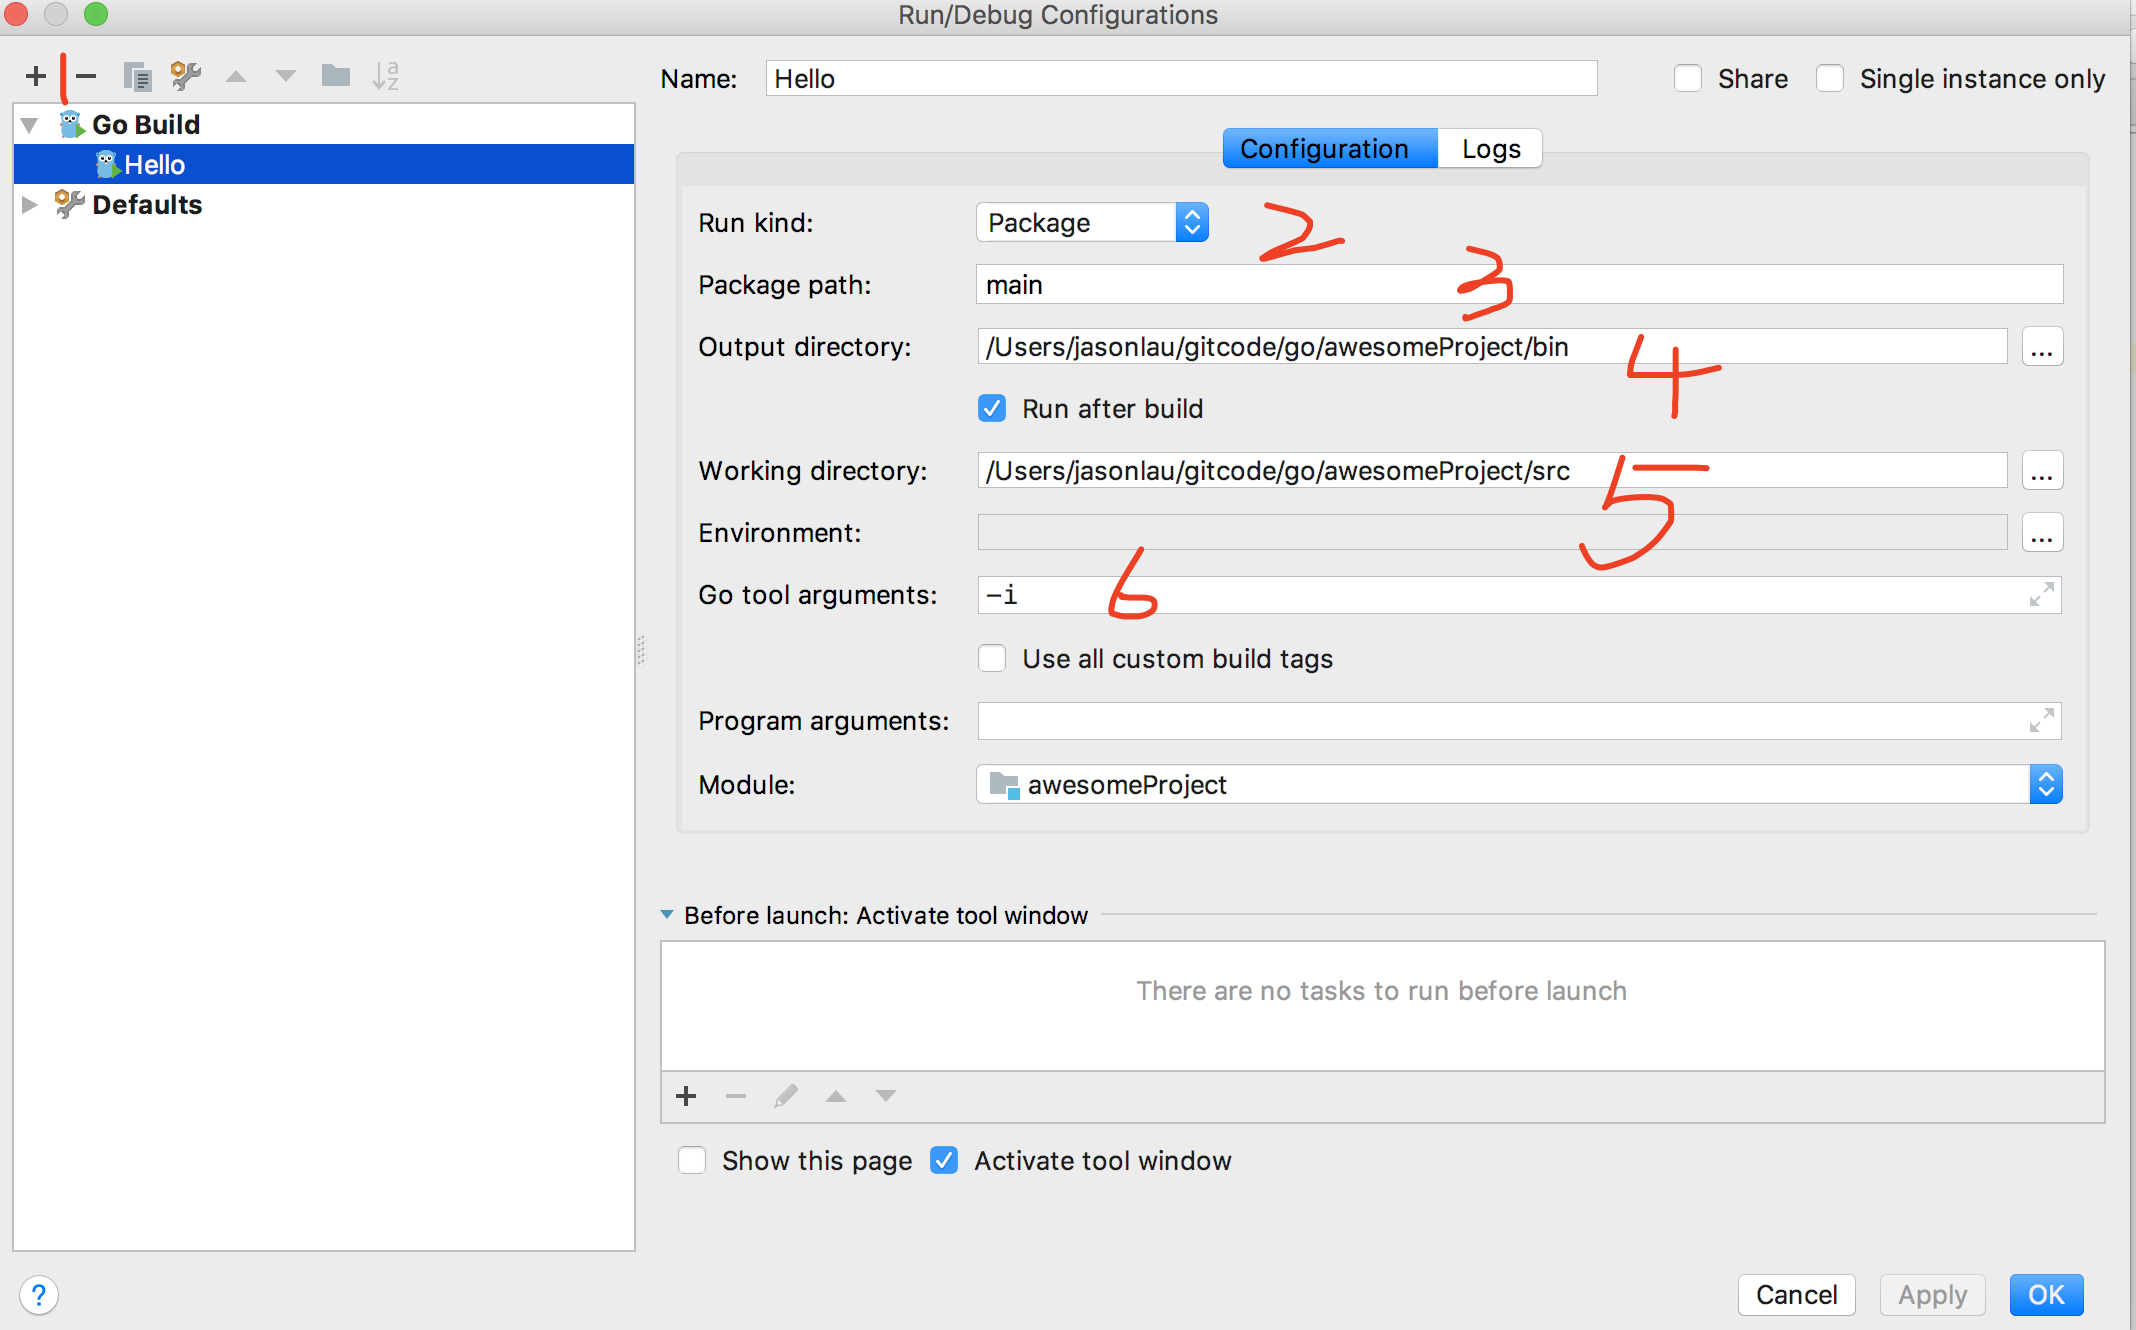 Run/Debug Configurations
1
Name: Hello Share Single instance only
Go Build
Hello
Defaults
Configuration Logs
Run kind: Package 2
Package path: main 3
Output directory: /Users/jasonlau/gitcode/go/awesomeProject/bin ... 4
Run after build
Working directory: /Users/jasonlau/gitcode/go/awesomeProject/src ... 5
Environment: ...
Go tool arguments: -i 6
Use all custom build tags
Program arguments:
Module: awesomeProject
Before launch: Activate tool window
There are no tasks to run before launch
Show this page Activate tool window
? Cancel Apply OK